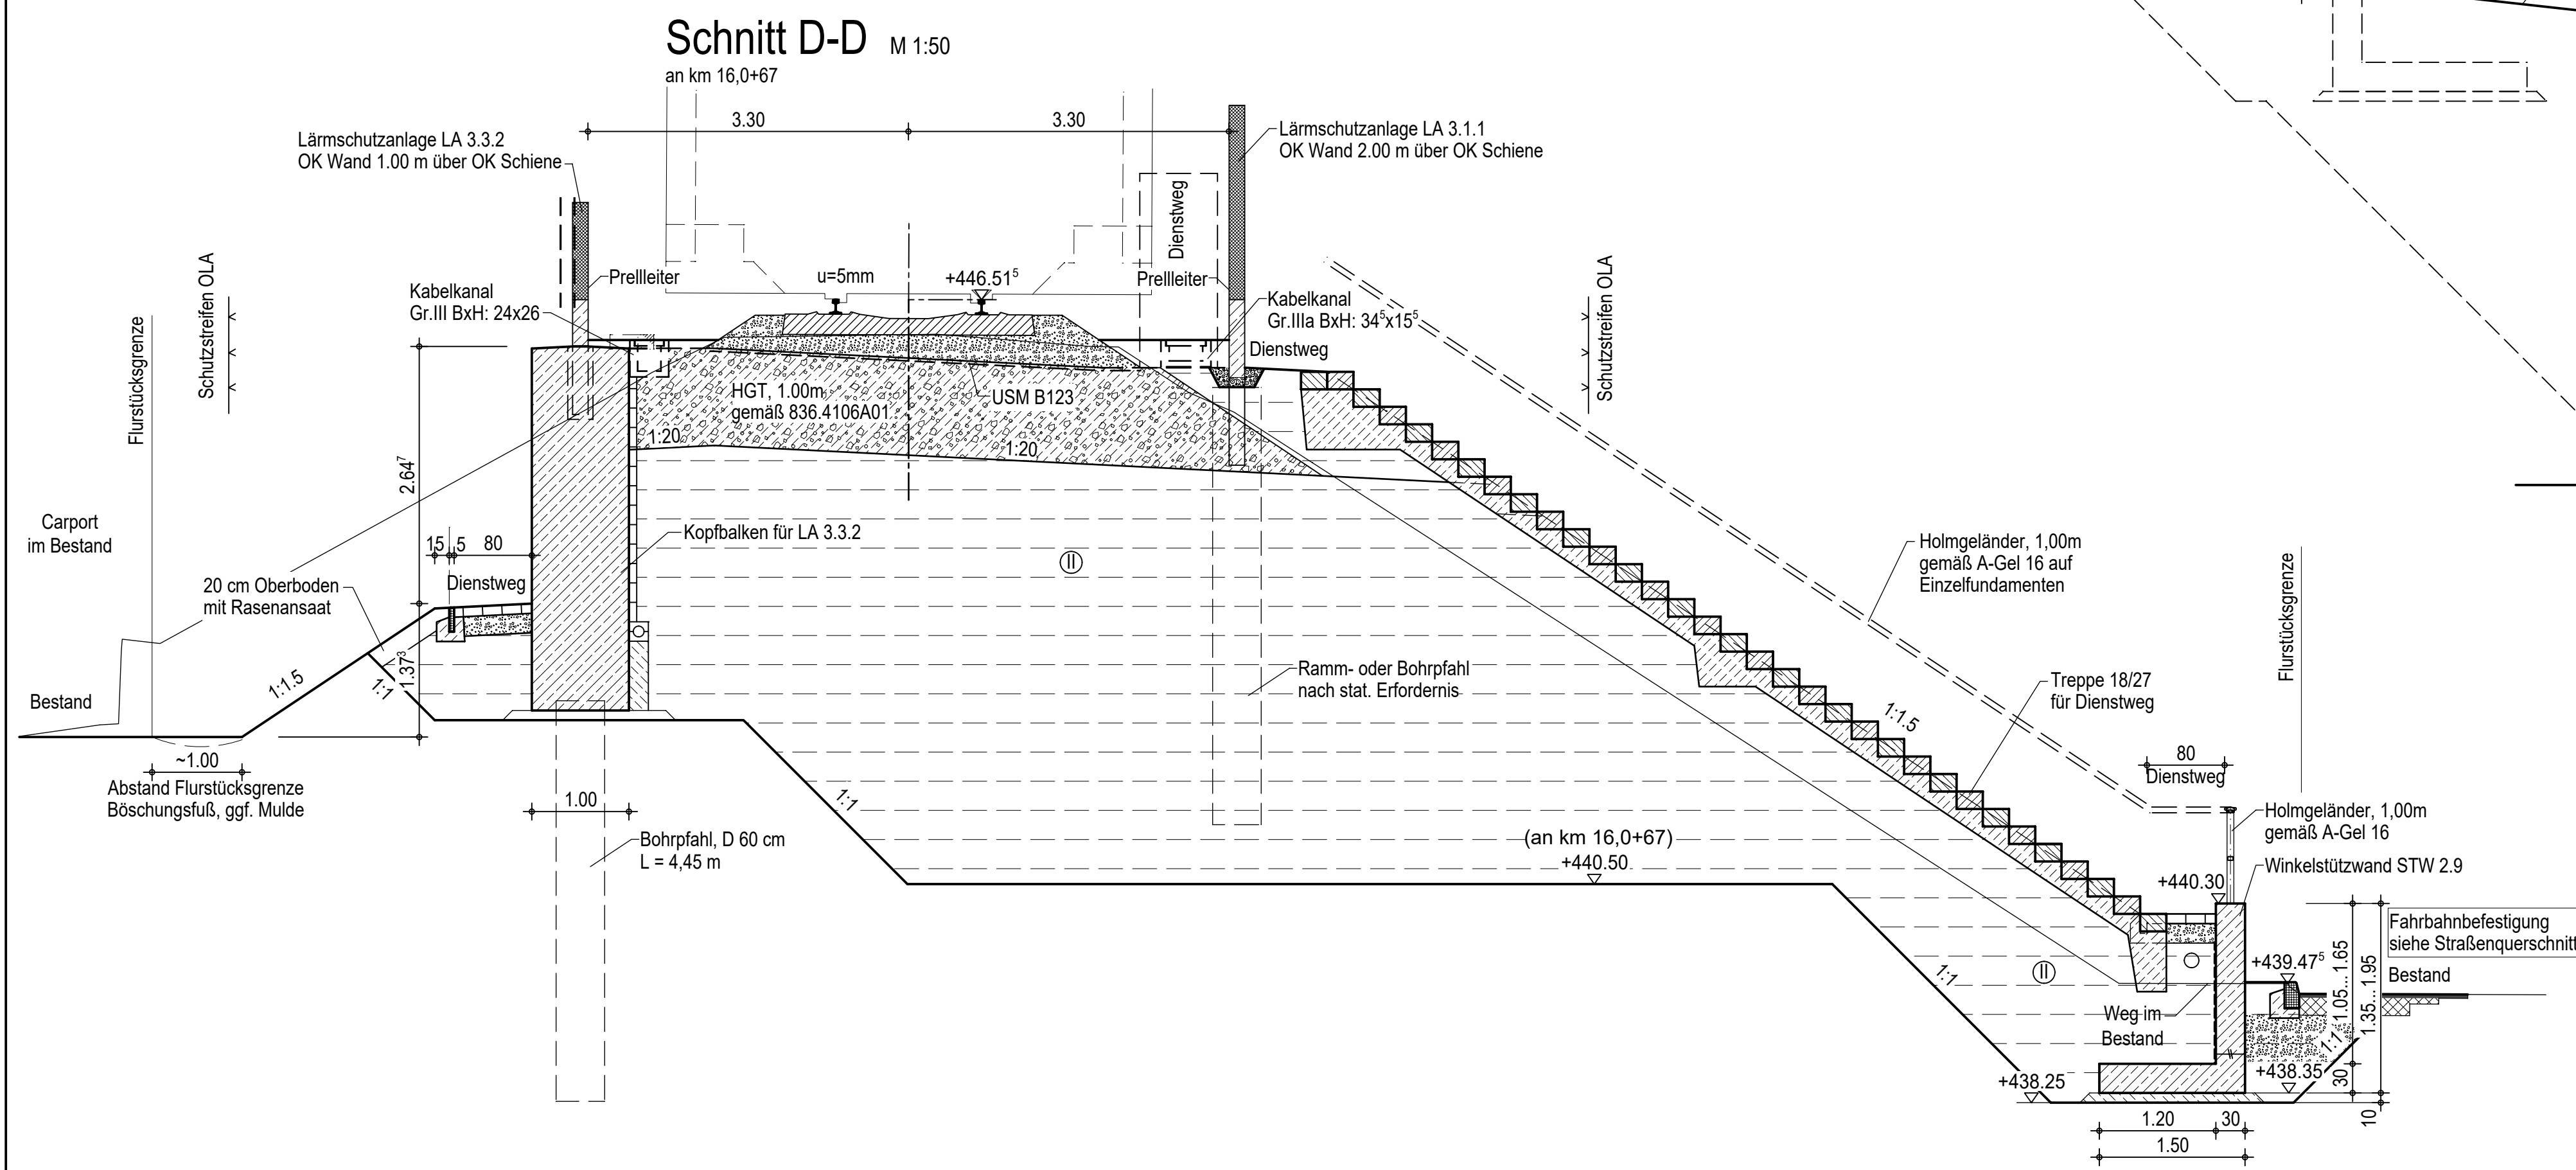 Schnitt D-D M 1:50
an km 16,0+67
3.30
3.30
Lärmschutzanlage LA 3.3.2
OK Wand 1.00 m über OK Schiene
Lärmschutzanlage LA 3.1.1
OK Wand 2.00 m über OK Schiene
Dienstweg
Prellleiter
u=5mm
+446.51⁵
Prellleiter
Schutzstreifen OLA
Flurstücksgrenze
Kabelkanal
Gr.III BxH: 24x26
Kabelkanal
Gr.IIIa BxH: 34⁵x15⁵
Dienstweg
Schutzstreifen OLA
HGT, 1.00m
gemäß 836.4106A01
USM B123
1:20
1:20
2.64⁷
Carport
im Bestand
15
5
80
Dienstweg
Kopfbalken für LA 3.3.2
II
20 cm Oberboden
mit Rasenansaat
1.37³
1:1.5
1:1
Bestand
~1.00
Abstand Flurstücksgrenze
Böschungsfuß, ggf. Mulde
1.00
Bohrpfahl, D 60 cm
L = 4,45 m
1:1
Ramm- oder Bohrpfahl
nach stat. Erfordernis
(an km 16,0+67)
+440.50
Holmgeländer, 1,00m
gemäß A-Gel 16 auf
Einzelfundamenten
Flurstücksgrenze
Treppe 18/27
für Dienstweg
1:1.5
80
Dienstweg
Holmgeländer, 1,00m
gemäß A-Gel 16
Winkelstützwand STW 2.9
+440.30
Fahrbahnbefestigung
siehe Straßenquerschnitt
Bestand
+439.47⁵
II
1:1
Weg im
Bestand
1.05...1.65
1.35...1.95
1:1
30
10
+438.35
+438.25
1.20
30
1.50